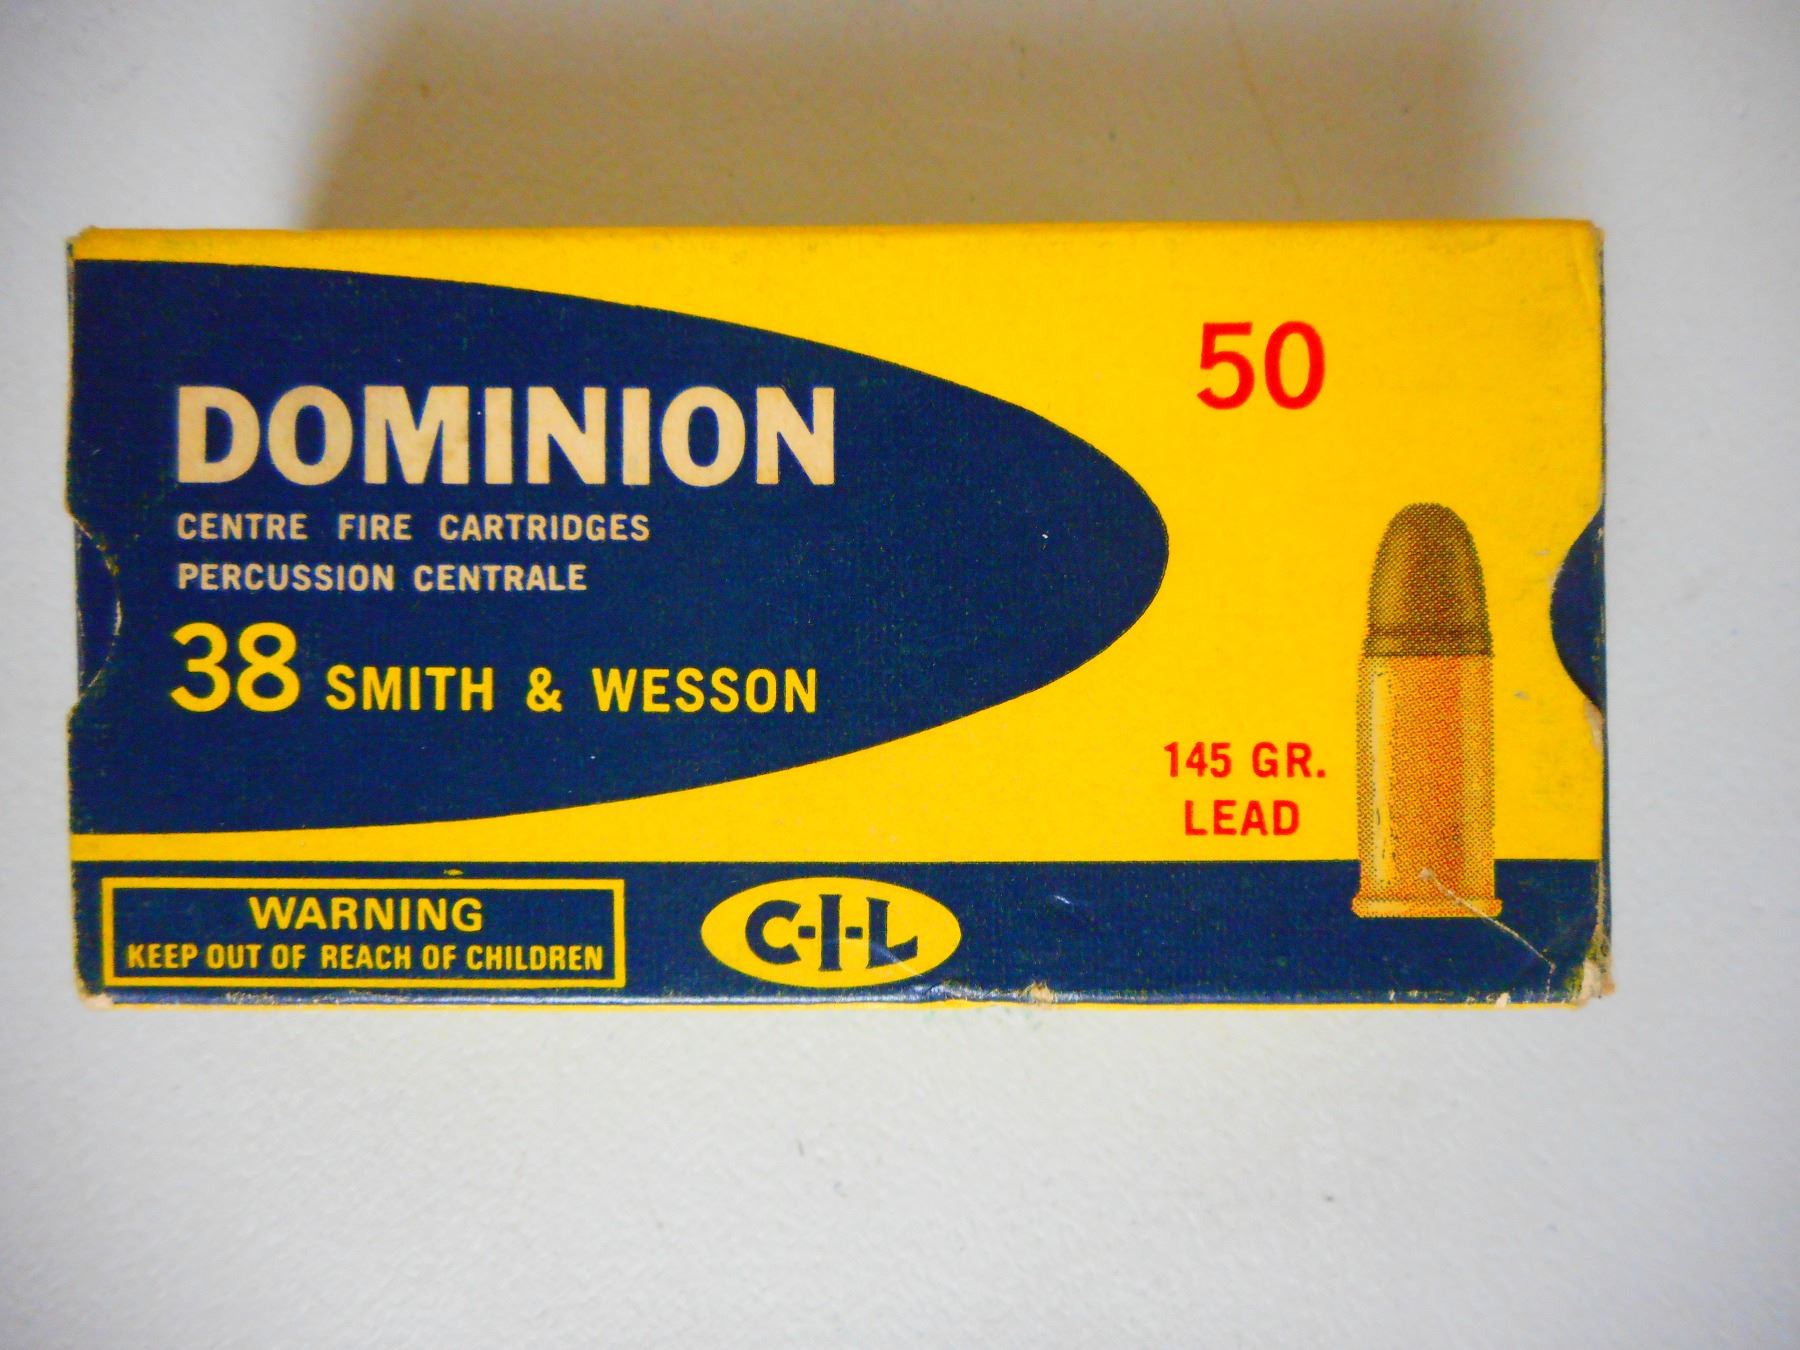 50
DOMINION
CENTRE FIRE CARTRIDGES
PERCUSSION CENTRALE
38 SMITH & WESSON
145 GR.
LEAD
WARNING
KEEP OUT OF REACH OF CHILDREN
C-I-L